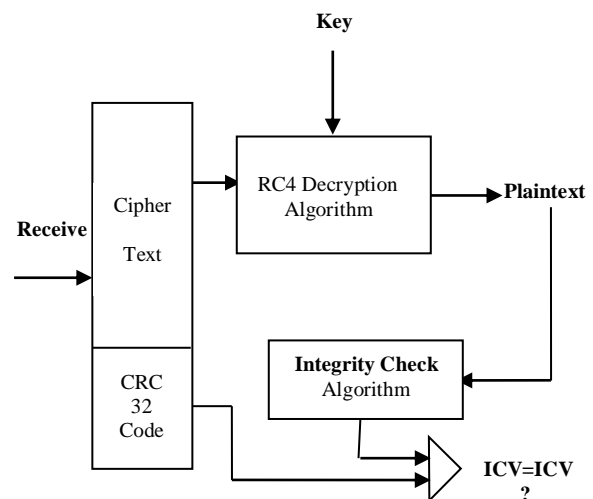 Key
RC4 Decryption
Algorithm
Plaintext
Cipher
Text
Receive
Integrity Check
Algorithm
CRC
32
Code
ICV=ICV
?